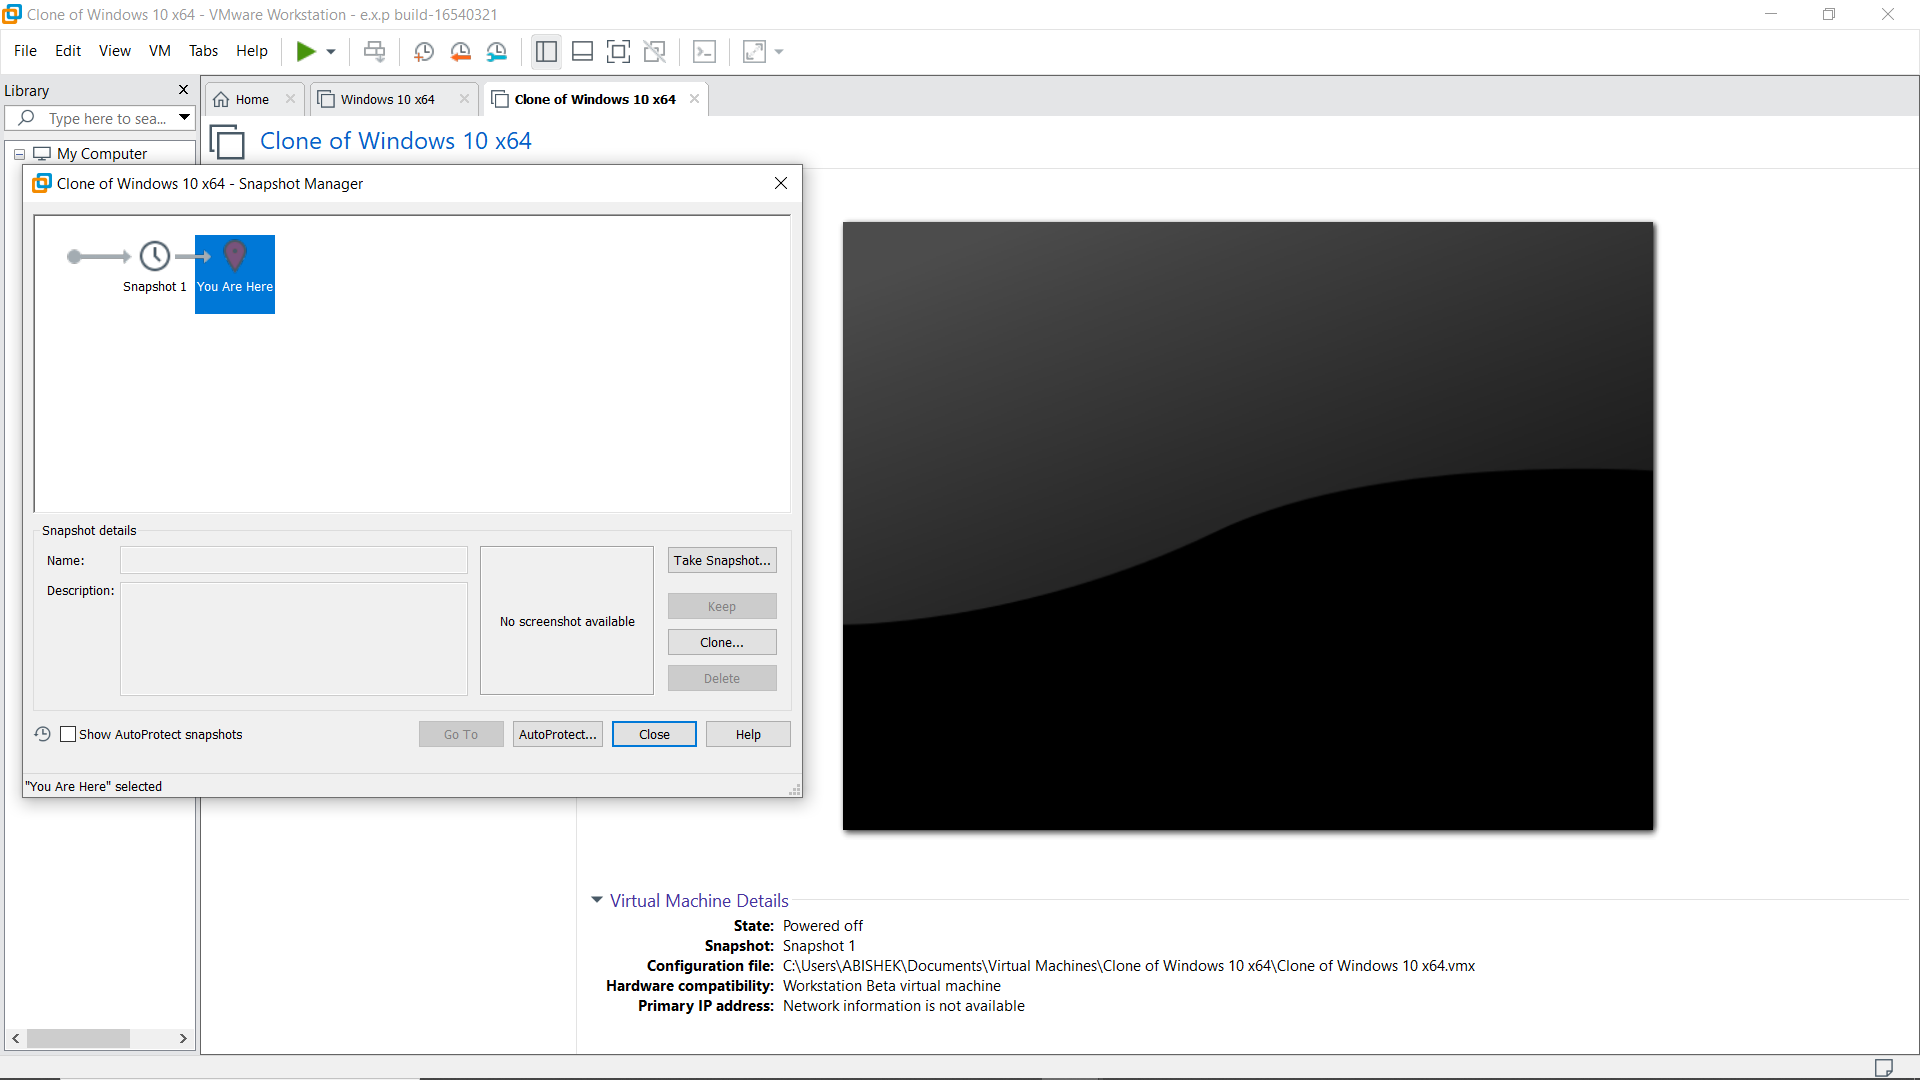 Clone of Windows 10 x64 - VMware Workstation - e.x.p build-16540321
File Edit View VM Tabs Help
Library
Home
Windows 10 x64
Clone of Windows 10 x64
Type here to sea...
My Computer
Clone of Windows 10 x64
Clone of Windows 10 x64 - Snapshot Manager
Snapshot 1
You Are Here
Snapshot details
Name:
Description:
No screenshot available
Take Snapshot...
Keep
Clone...
Delete
Show AutoProtect snapshots
Go To
AutoProtect...
Close
Help
"You Are Here" selected
Virtual Machine Details
State: Powered off
Snapshot: Snapshot 1
Configuration file: C:\Users\ABISHEK\Documents\Virtual Machines\Clone of Windows 10 x64\Clone of Windows 10 x64.vmx
Hardware compatibility: Workstation Beta virtual machine
Primary IP address: Network information is not available